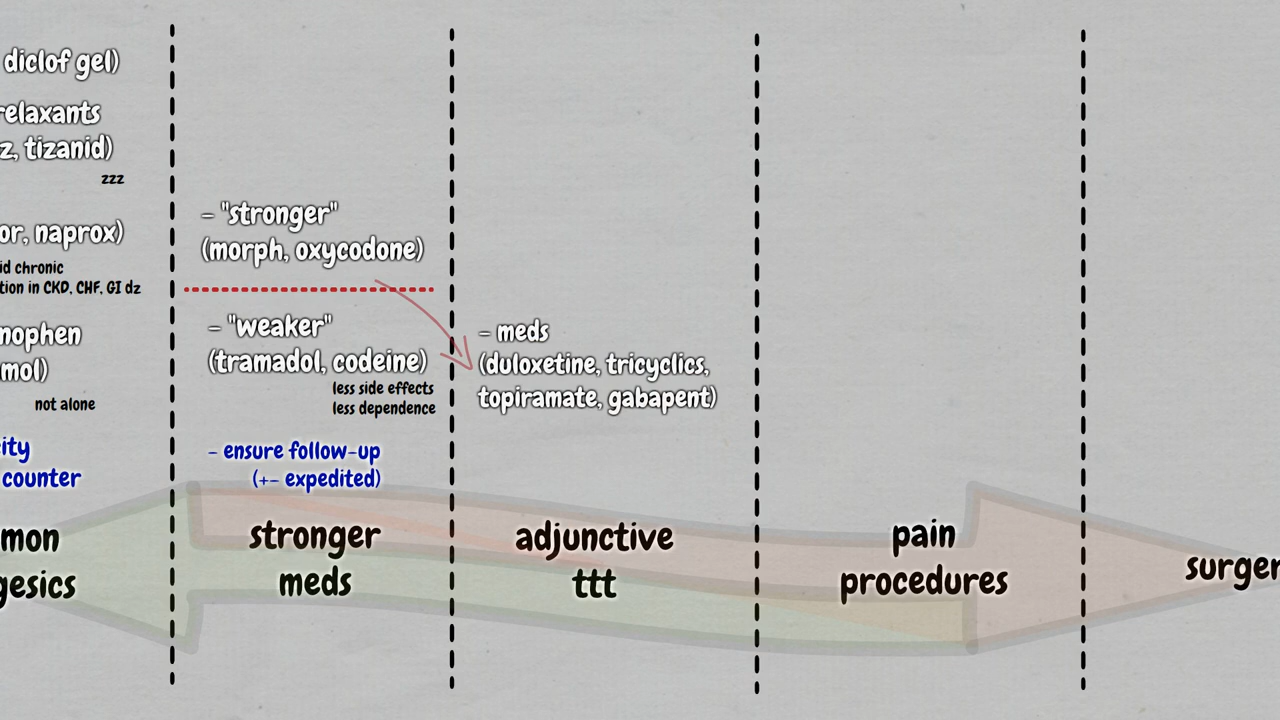 diclof gel)
relaxants
z, tizanid)
zzz
or, naprox)
id chronic
tion in CKD, CHF, GI dz
nophen
mol)
not alone
ity
counter
mon
gesics
- "stronger"
(morph, oxycodone)
- "weaker"
(tramadol, codeine)
less side effects
less dependence
- ensure follow-up
(+- expedited)
stronger
meds
- meds
(duloxetine, tricyclics,
topiramate, gabapent)
adjunctive
ttt
pain
procedures
surger